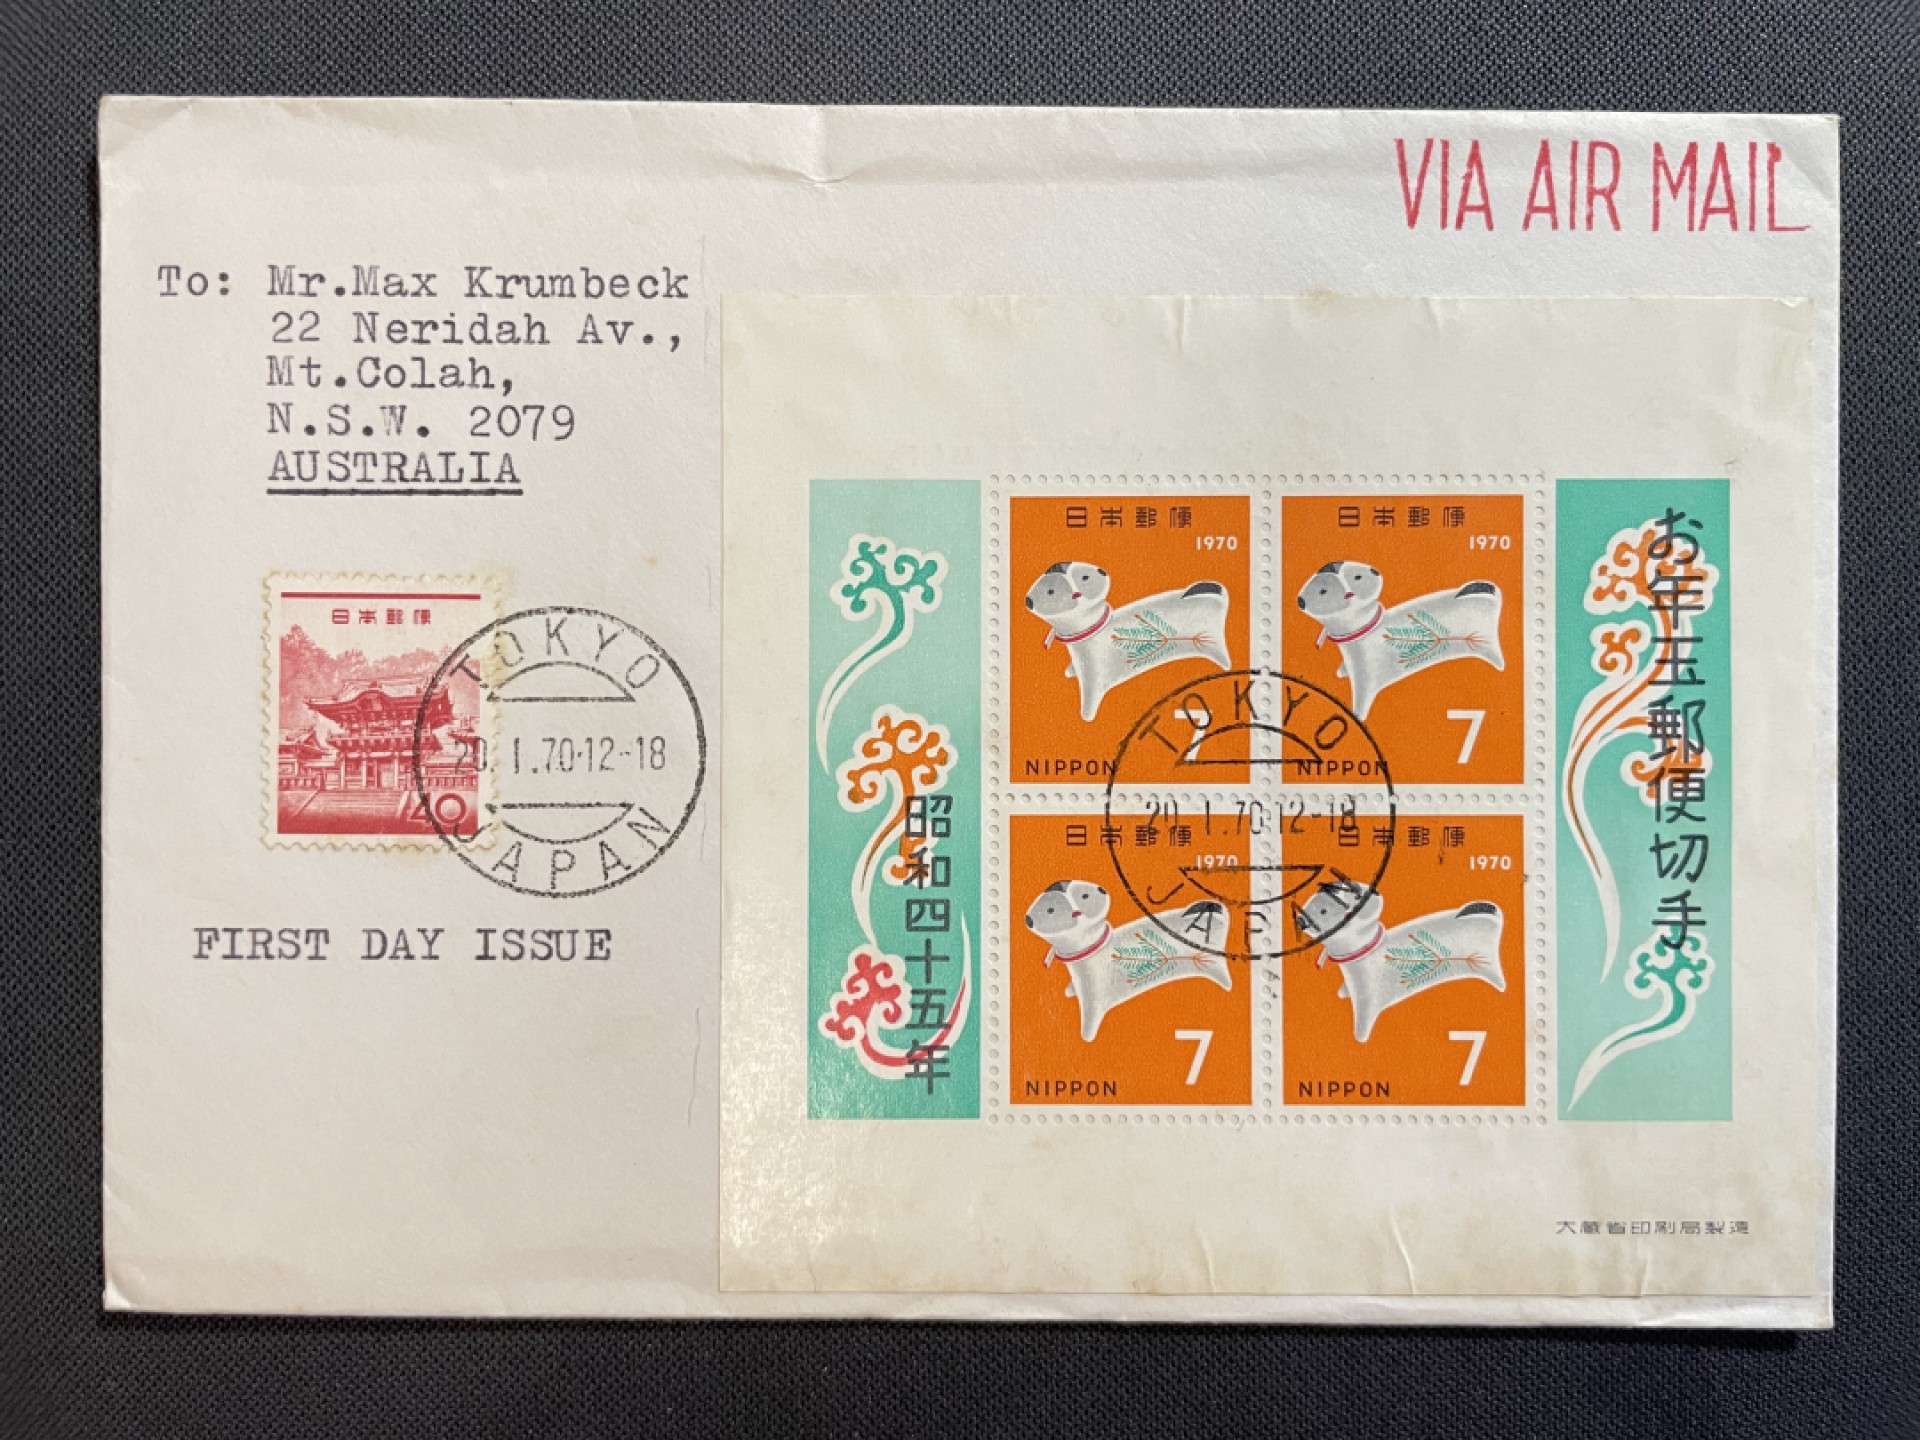 VIA AIR MAIL
To: Mr.Max Krumbeck
22 Neridah Av.,
Mt.Colah,
N.S.W. 2079
AUSTRALIA
日本郵便
40
TOKYO
20.I.70.12-18
JAPAN
FIRST DAY ISSUE
お年玉郵便切手
昭和四十五年
日本郵便
1970
7
NIPPON
日本郵便
1970
7
NIPPON
日本郵便
1970
7
NIPPON
日本郵便
1970
7
NIPPON
TOKYO
20.I.70.12-18
JAPAN
大蔵省印刷局製造